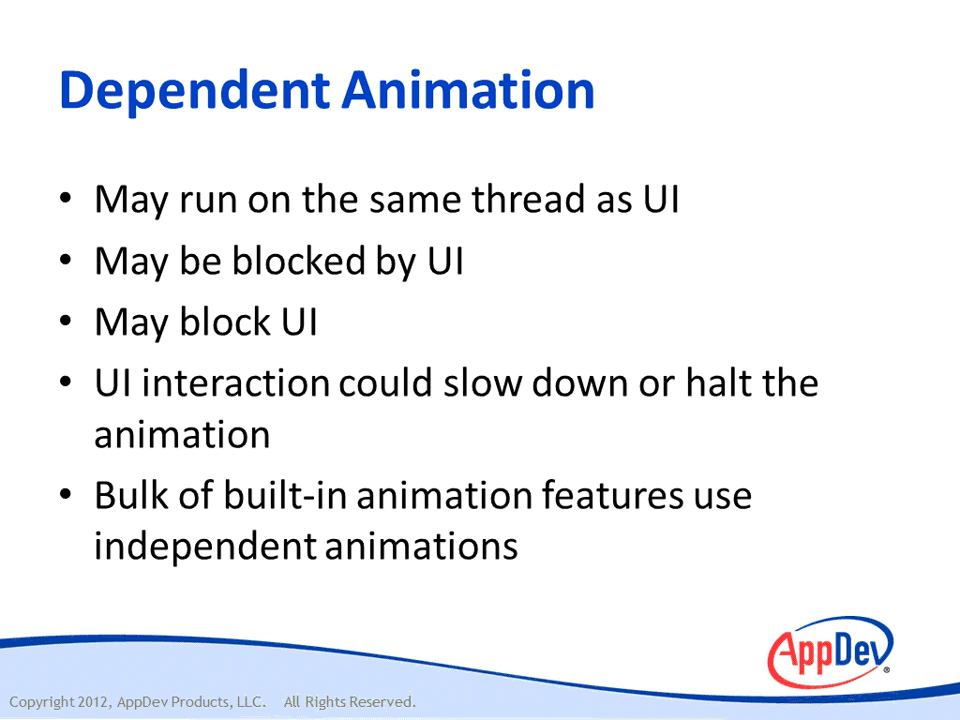 Dependent Animation
• May run on the same thread as UI
• May be blocked by UI
• May block UI
• UI interaction could slow down or halt the
animation
• Bulk of built-in animation features use
independent animations
AppDev®
Copyright 2012, AppDev Products, LLC. All Rights Reserved.